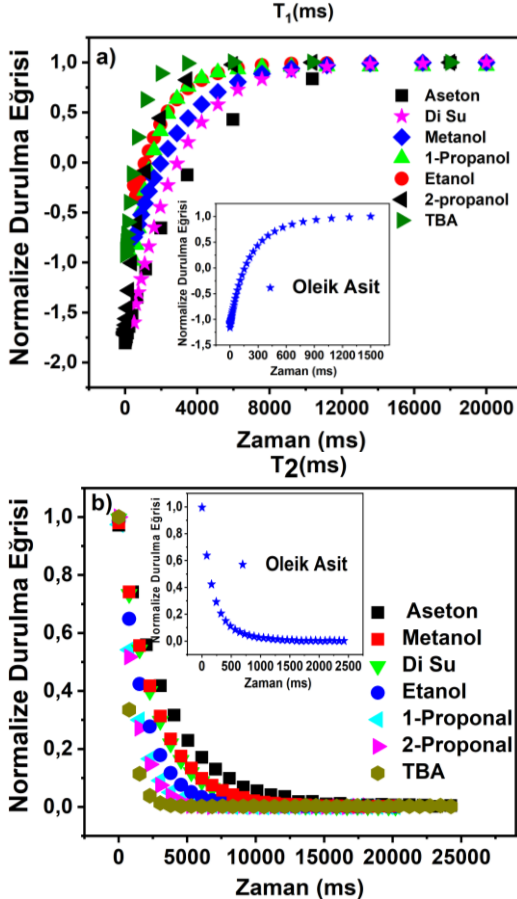 T1(ms)
a)
Normalize Durulma Eğrisi
1,0
0,5
0,0
-0,5
-1,0
-1,5
-2,0
Aseton
Di Su
Metanol
1-Propanol
Etanol
2-propanol
TBA
Normalize Durulma Eğrisi
1,0
0,5
0,0
-0,5
-1,0
-1,5
Oleik Asit
0 300 600 900 1200 1500
Zaman (ms)
0 4000 8000 12000 16000 20000
Zaman (ms)
T2(ms)
b)
Normalize Durulma Eğrisi
1,0
0,8
0,6
0,4
0,2
0,0
Normalize Durulma Eğrisi
1,0
0,8
0,6
0,4
0,2
0,0
Oleik Asit
0 500 1000 1500 2000 2500
Zaman (ms)
Aseton
Metanol
Di Su
Etanol
1-Proponal
2-Proponal
TBA
0 5000 10000 15000 20000 25000
Zaman (ms)